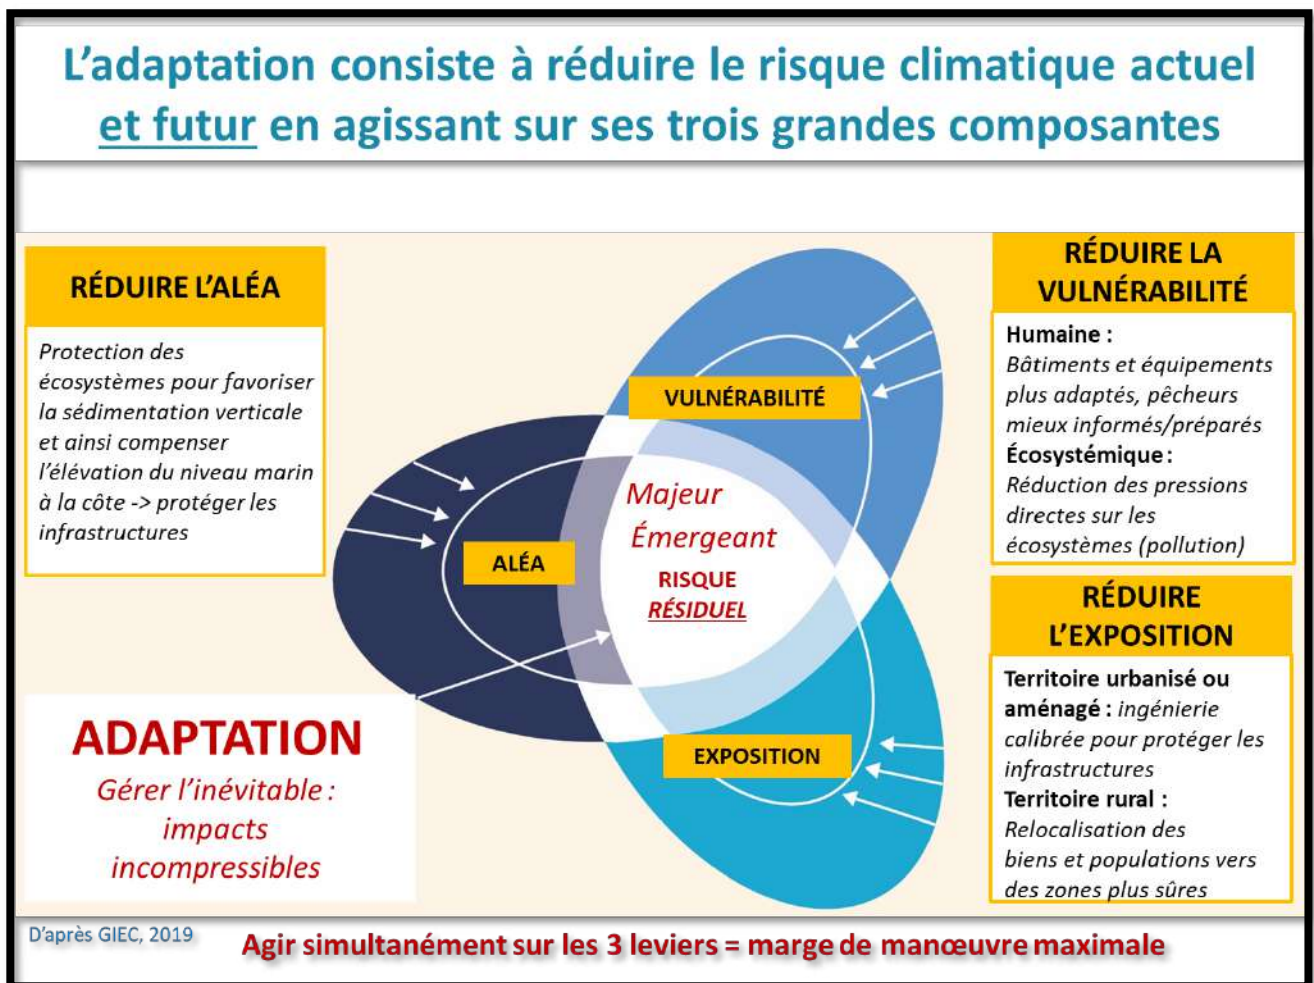 L’adaptation consiste à réduire le risque climatique actuel
et futur en agissant sur ses trois grandes composantes
RÉDUIRE L’ALÉA
Protection des
écosystèmes pour favoriser
la sédimentation verticale
et ainsi compenser
l’élévation du niveau marin
à la côte -> protéger les
infrastructures
ADAPTATION
Gérer l’inévitable :
impacts
incompressibles
VULNÉRABILITÉ
ALÉA
Majeur
Émergeant
RISQUE
RÉSIDUEL
EXPOSITION
RÉDUIRE LA
VULNÉRABILITÉ
Humaine :
Bâtiments et équipements
plus adaptés, pêcheurs
mieux informés/préparés
Écosystémique :
Réduction des pressions
directes sur les
écosystèmes (pollution)
RÉDUIRE
L’EXPOSITION
Territoire urbanisé ou
aménagé : ingénierie
calibrée pour protéger les
infrastructures
Territoire rural :
Relocalisation des
biens et populations vers
des zones plus sûres
D’après GIEC, 2019
Agir simultanément sur les 3 leviers = marge de manœuvre maximale